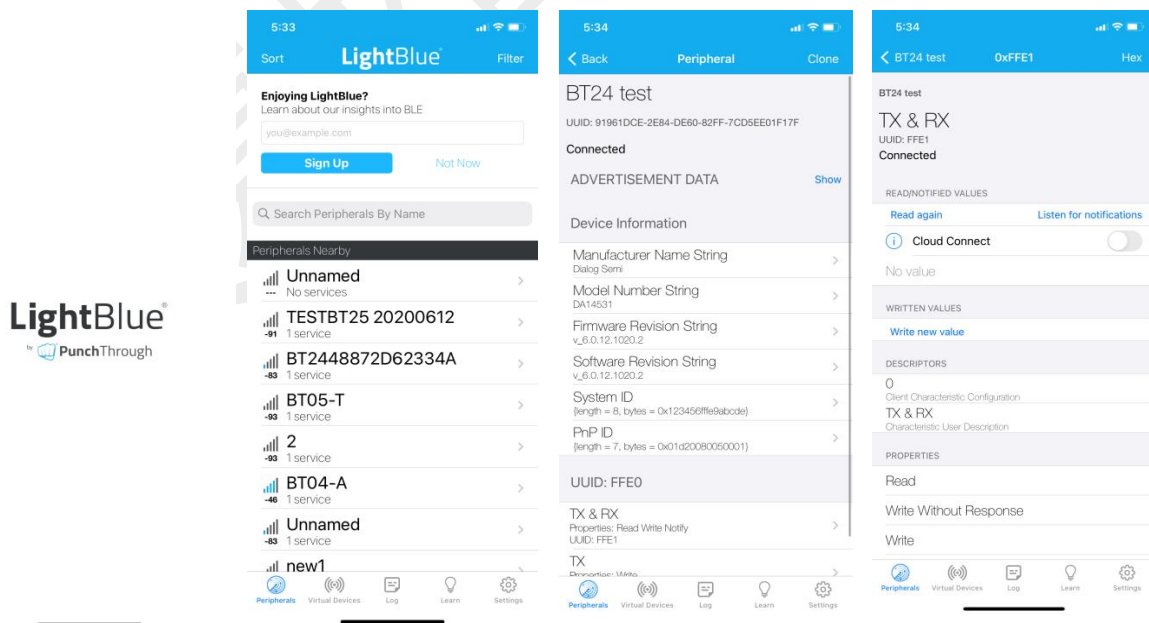 LightBlue®
by PunchThrough
5:33
Sort LightBlue® Filter
Enjoying LightBlue?
Learn about our insights into BLE
you@example.com
Sign Up Not Now
Search Peripherals By Name
Peripherals Nearby
Unnamed
--- No services
TESTBT25 20200612
-91 1 service
BT2448872D62334A
-83 1 service
BT05-T
-93 1 service
2
-93 1 service
BT04-A
-46 1 service
Unnamed
-83 1 service
new1
Peripherals Virtual Devices Log Learn Settings
5:34
Back Peripheral Clone
BT24 test
UUID: 91961DCE-2E84-DE60-82FF-7CD5EE01F17F
Connected
ADVERTISEMENT DATA Show
Device Information
Manufacturer Name String
Dialog Semi
Model Number String
DA14531
Firmware Revision String
v_6.0.12.1020.2
Software Revision String
v_6.0.12.1020.2
System ID
{length = 8, bytes = 0x123456fffe9abcde}
PnP ID
{length = 7, bytes = 0x01d20080050001}
UUID: FFE0
TX & RX
Properties: Read Write Notify
UUID: FFE1
TX
Properties: Write
Peripherals Virtual Devices Log Learn Settings
5:34
BT24 test 0xFFE1 Hex
BT24 test
TX & RX
UUID: FFE1
Connected
READ/NOTIFIED VALUES
Read again Listen for notifications
Cloud Connect
No value
WRITTEN VALUES
Write new value
DESCRIPTORS
0
Client Characteristic Configuration
TX & RX
Characteristic User Description
PROPERTIES
Read
Write Without Response
Write
Peripherals Virtual Devices Log Learn Settings